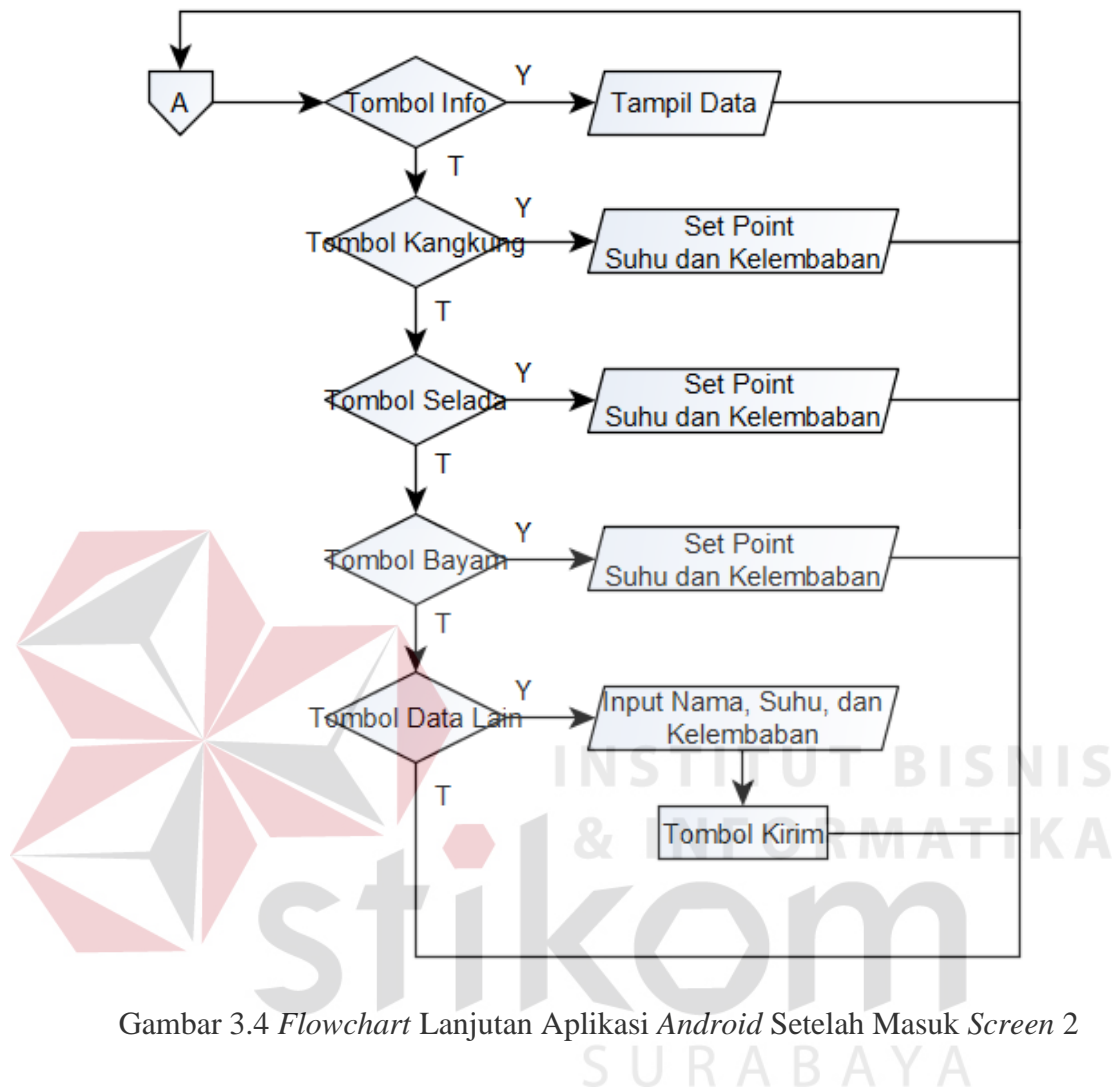 A
Tombol Info
Y
Tampil Data
T
Tombol Kangkung
Y
Set Point
Suhu dan Kelembaban
T
Tombol Selada
Y
Set Point
Suhu dan Kelembaban
T
Tombol Bayam
Y
Set Point
Suhu dan Kelembaban
T
Tombol Data Lain
Y
Input Nama, Suhu, dan
Kelembaban
T
Tombol Kirim
INSTITUT BISNIS
& INFORMATIKA
stikom
SURABAYA
Gambar 3.4 Flowchart Lanjutan Aplikasi Android Setelah Masuk Screen 2